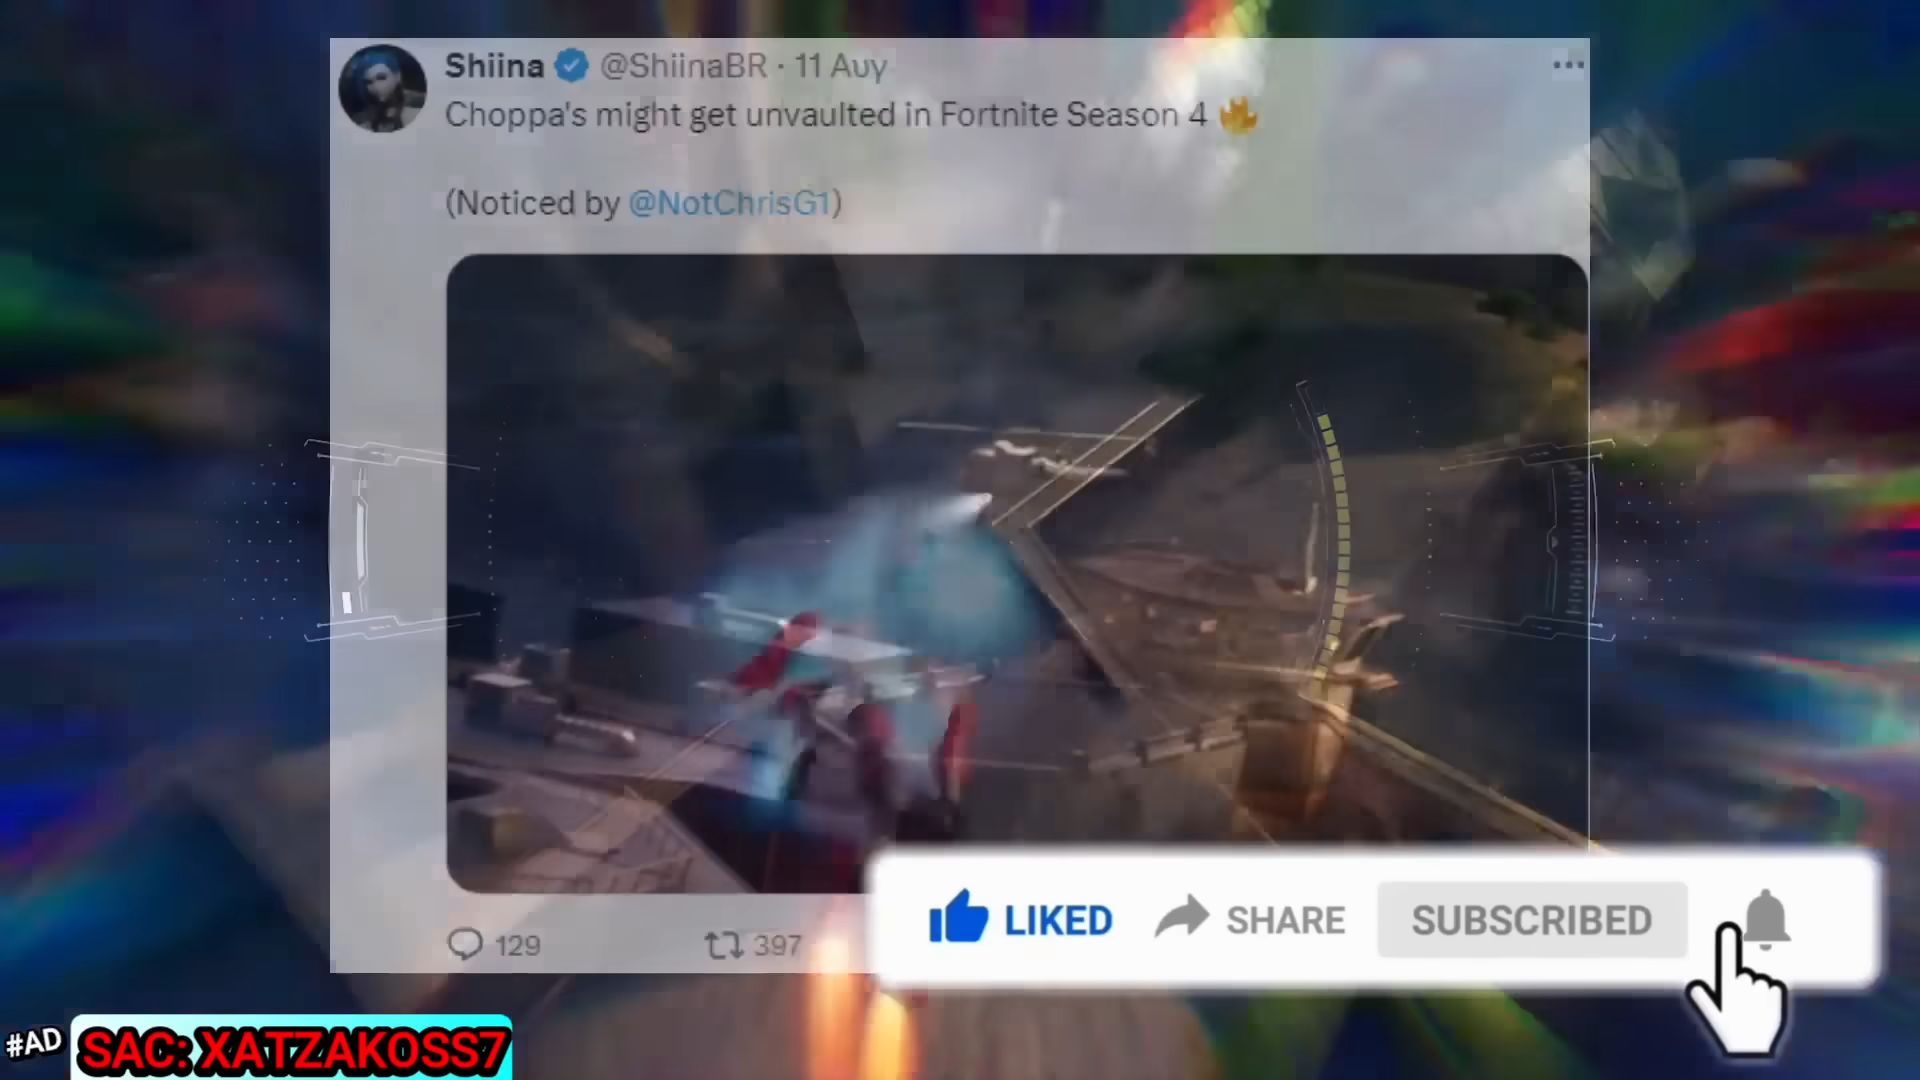 Shiina @ShiinaBR · 11 Αυγ
Choppa's might get unvaulted in Fortnite Season 4 🔥
(Noticed by @NotChrisG1)
129 397
LIKED SHARE SUBSCRIBED
#AD SAC: XATZAKOSS7